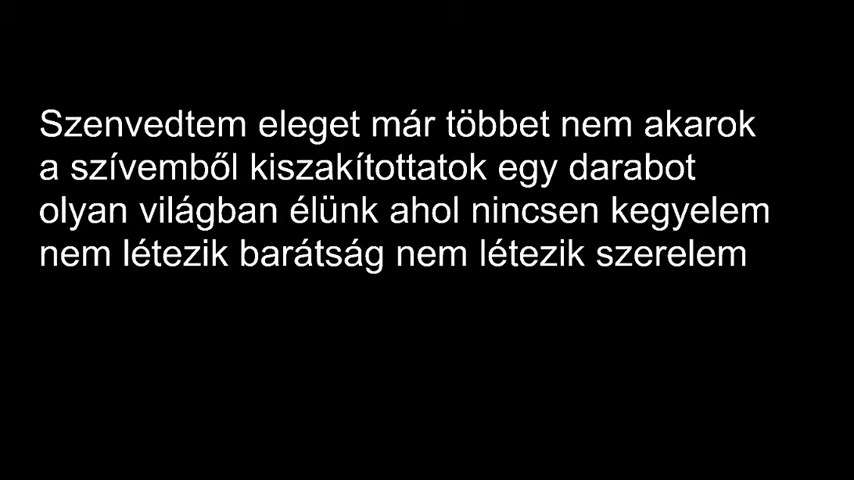 Szenvedtem eleget már többet nem akarok
a szívemből kiszakítottatok egy darabot
olyan világban élünk ahol nincsen kegyelem
nem létezik barátság nem létezik szerelem